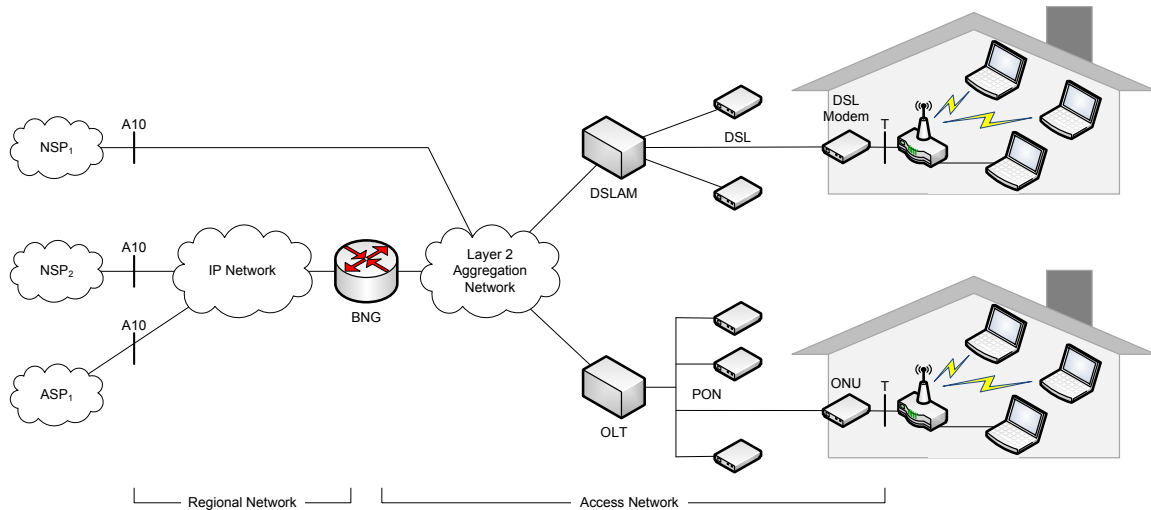 NSP₁
A10
NSP₂
A10
ASP₁
A10
IP Network
BNG
Layer 2
Aggregation
Network
DSLAM
DSL
DSL
Modem
T
OLT
PON
ONU
T
Regional Network
Access Network